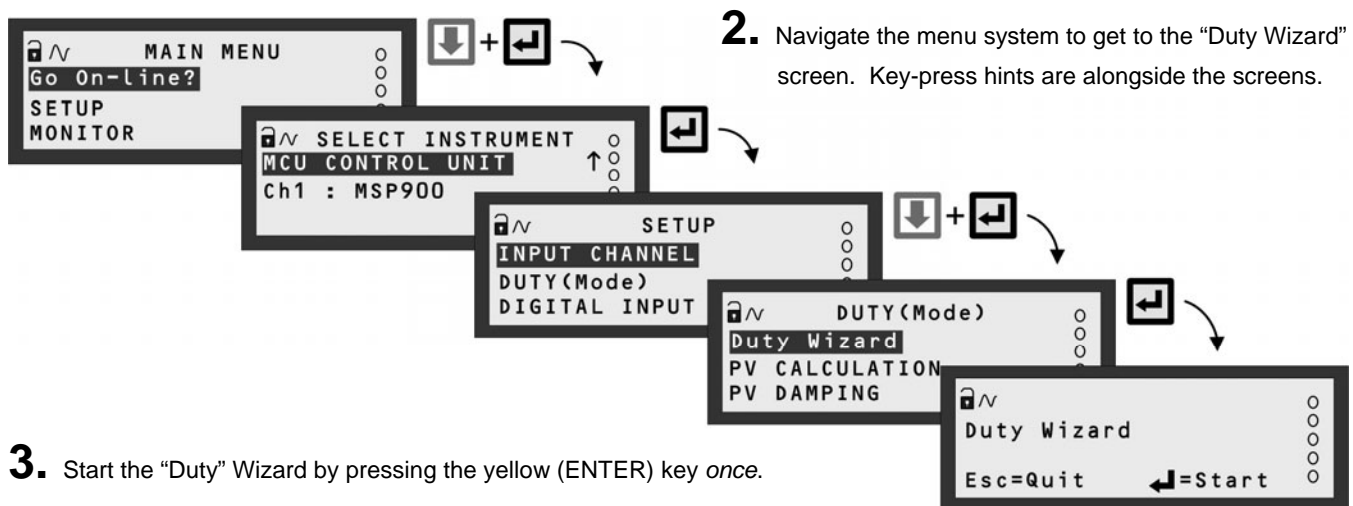 2. Navigate the menu system to get to the “Duty Wizard”
screen. Key-press hints are alongside the screens.
MAIN MENU
Go On-line?
SETUP
MONITOR
+
SELECT INSTRUMENT
MCU CONTROL UNIT ↑
Ch1 : MSP900
SETUP
INPUT CHANNEL
DUTY(Mode)
DIGITAL INPUT
+
DUTY(Mode)
Duty Wizard
PV CALCULATION
PV DAMPING
Duty Wizard
Esc=Quit ↵=Start
3. Start the “Duty” Wizard by pressing the yellow (ENTER) key once.